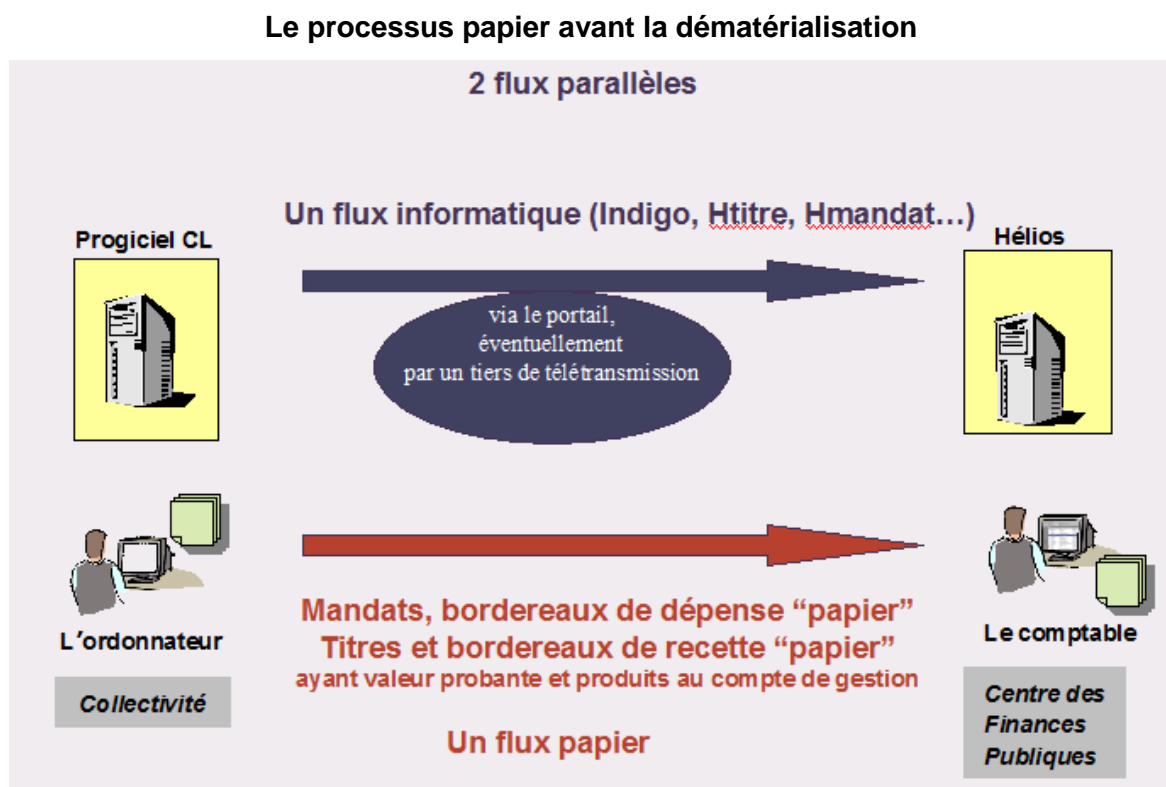 Le processus papier avant la dématérialisation
2 flux parallèles
Un flux informatique (Indigo, Htitre, Hmandat…)
Progiciel CL
Hélios
via le portail,
éventuellement
par un tiers de télétransmission
L'ordonnateur
Collectivité
Mandats, bordereaux de dépense “papier”
Titres et bordereaux de recette “papier”
ayant valeur probante et produits au compte de gestion
Un flux papier
Le comptable
Centre des
Finances
Publiques